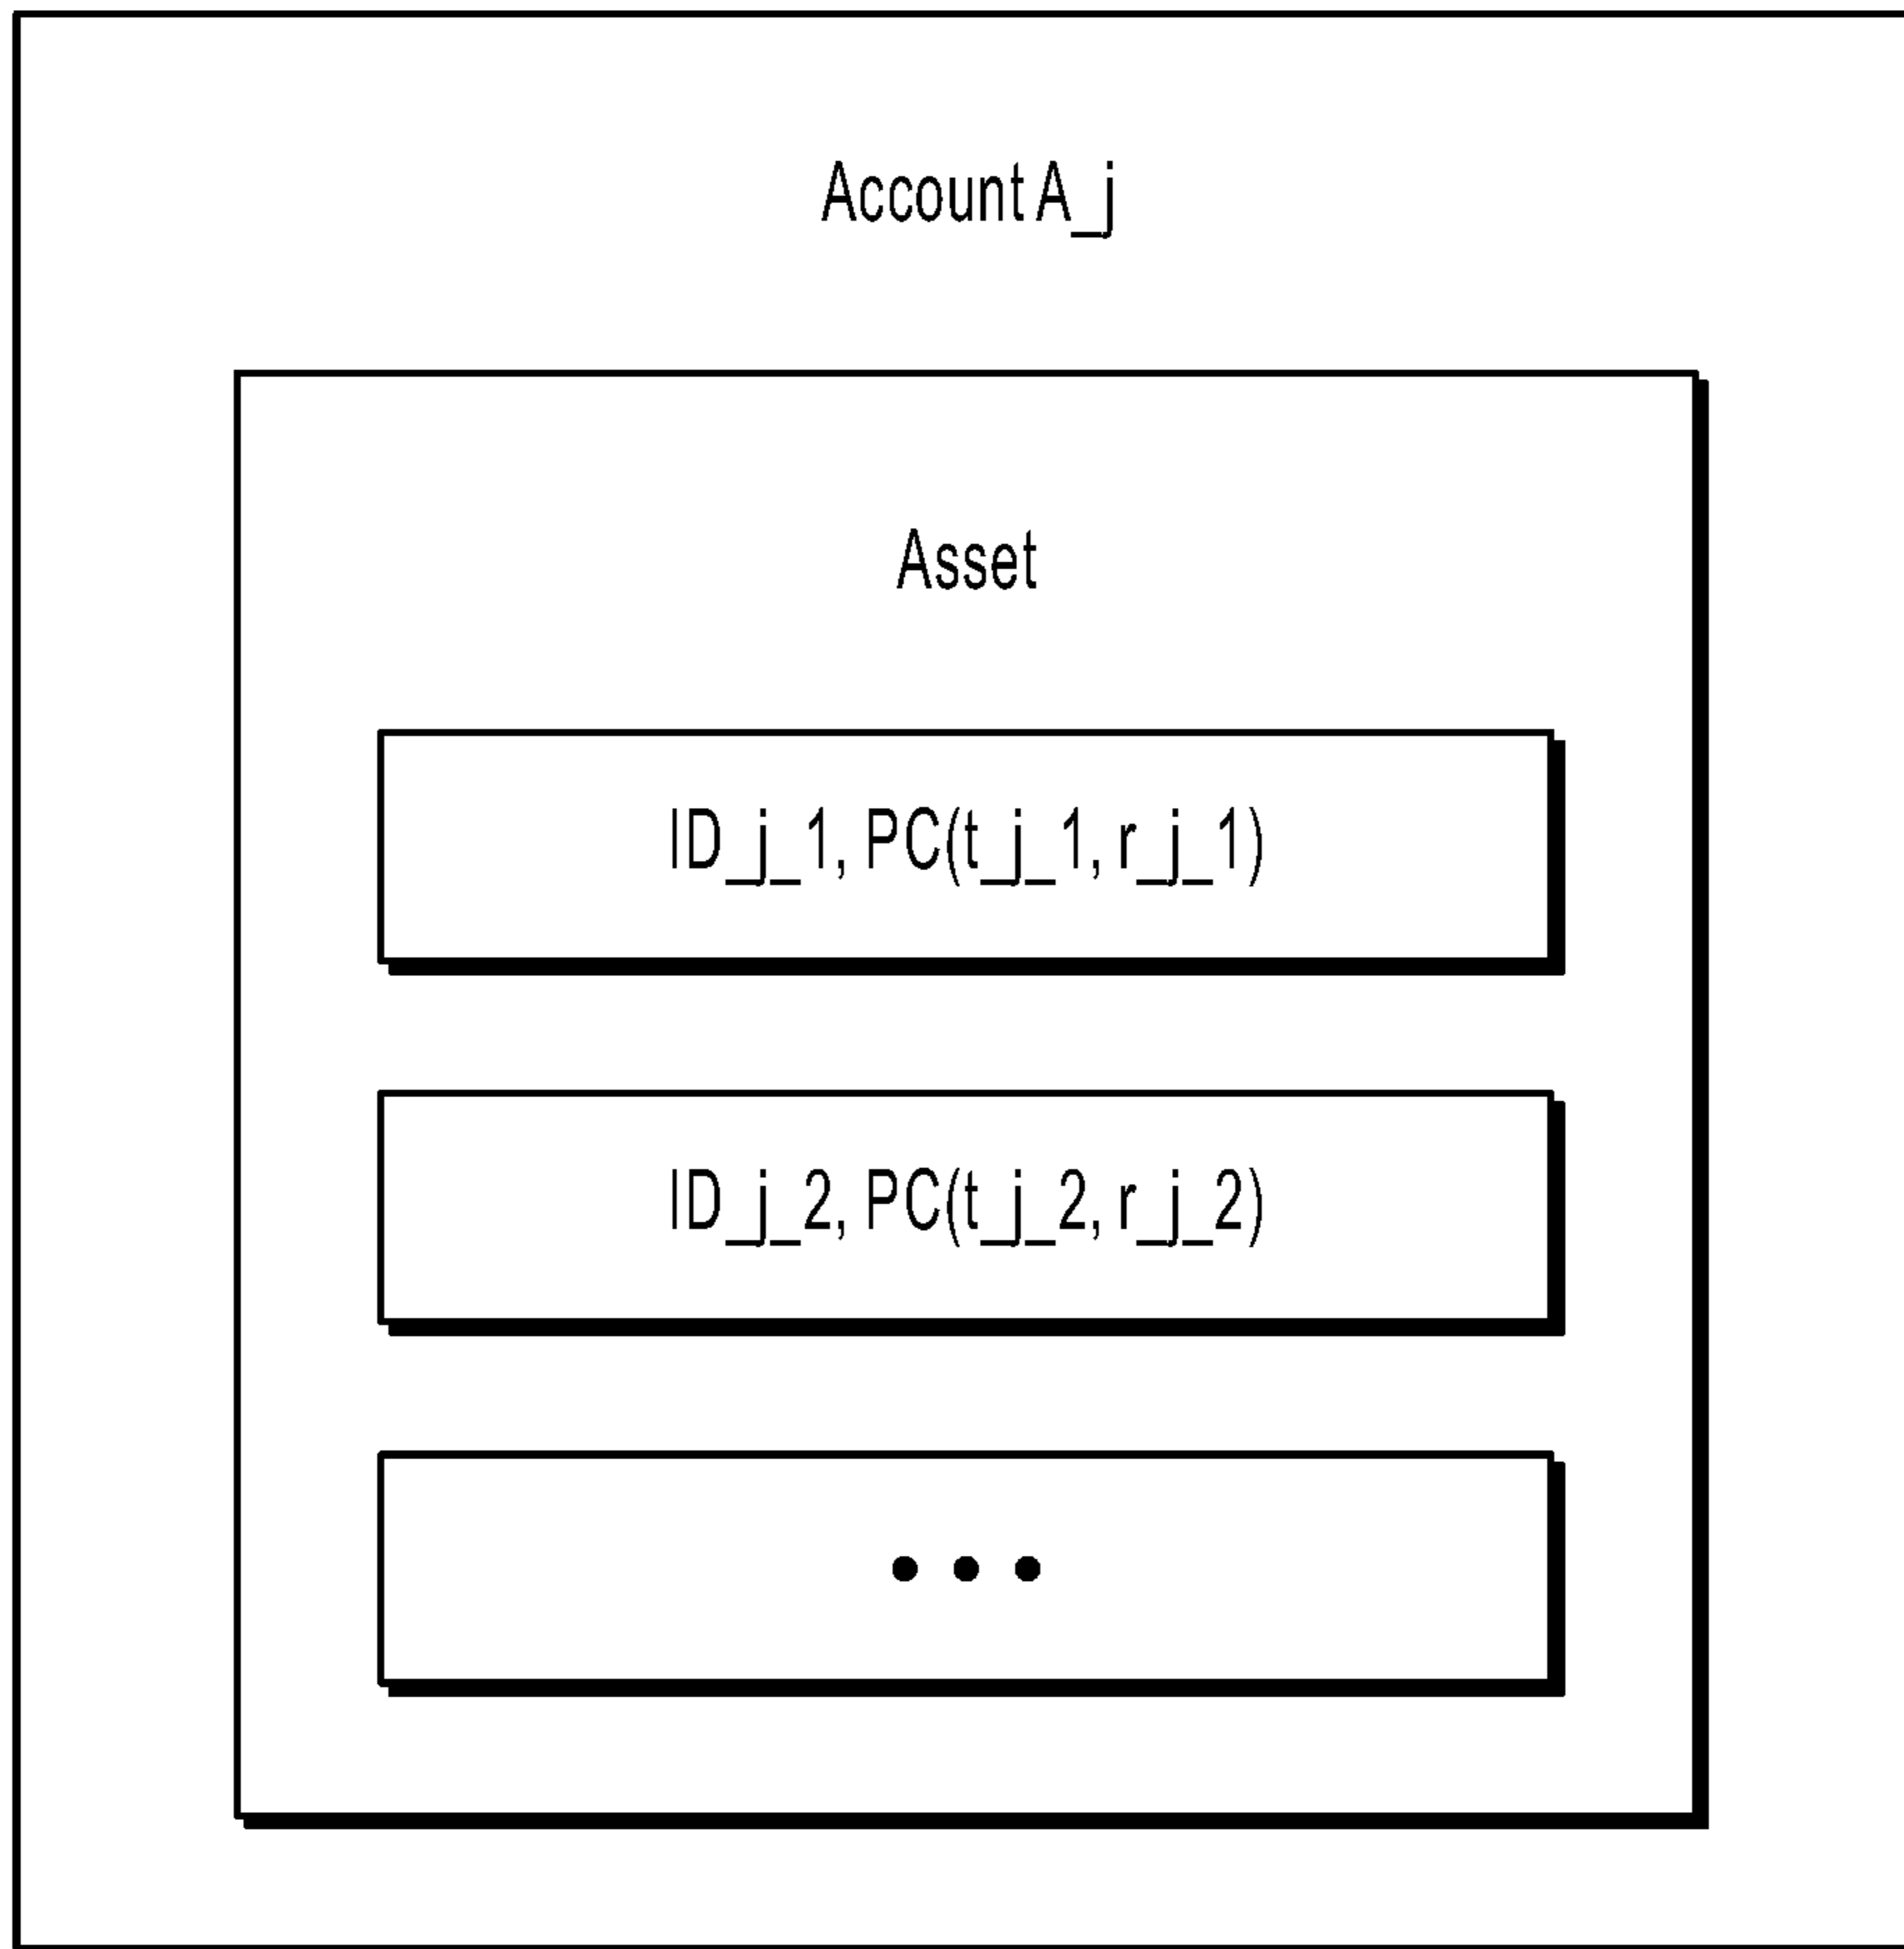 Account A_j
Asset
ID_j_1, PC(t_j_1, r_j_1)
ID_j_2, PC(t_j_2, r_j_2)
• • •